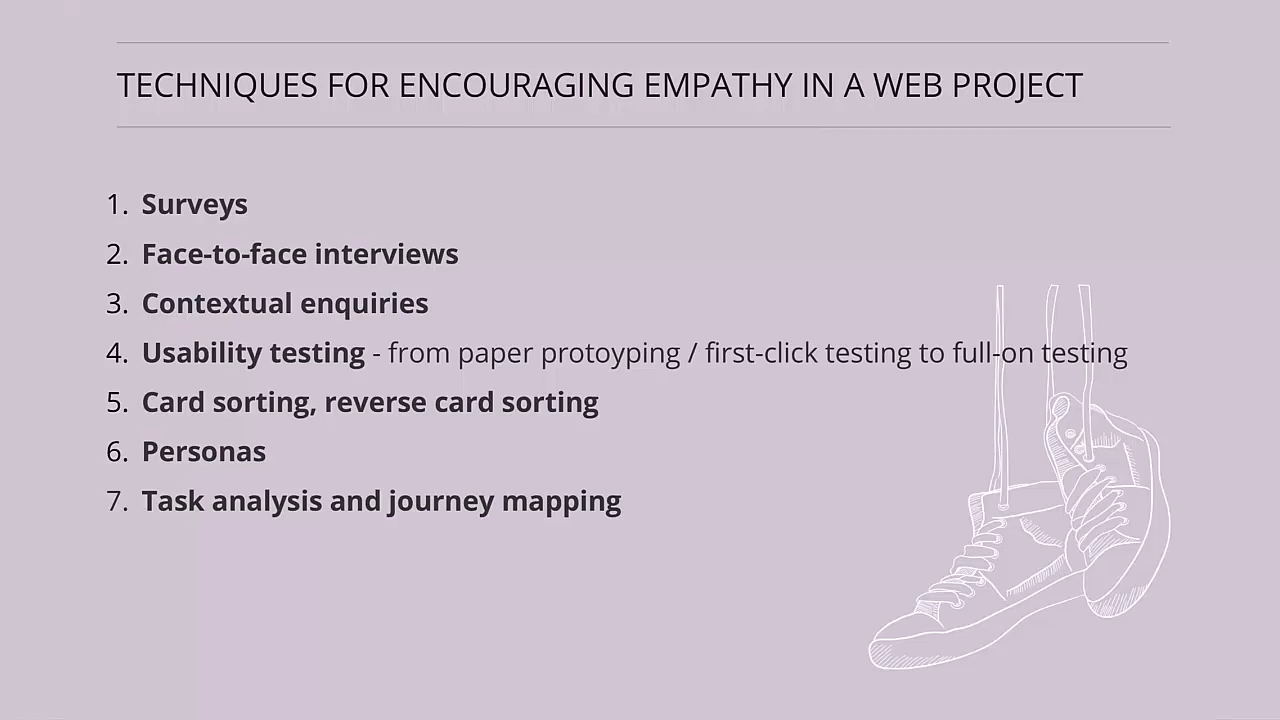 TECHNIQUES FOR ENCOURAGING EMPATHY IN A WEB PROJECT
1. Surveys
2. Face-to-face interviews
3. Contextual enquiries
4. Usability testing - from paper protoyping / first-click testing to full-on testing
5. Card sorting, reverse card sorting
6. Personas
7. Task analysis and journey mapping